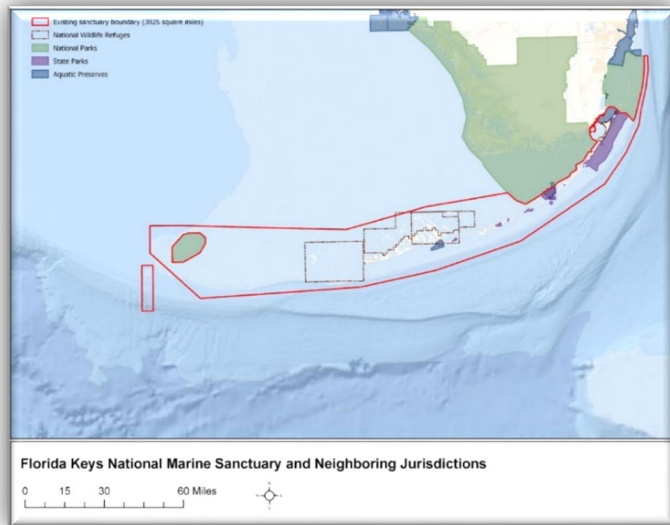 Existing sanctuary boundary (3825 square miles)
National Wildlife Refuges
National Parks
State Parks
Aquatic Preserves
Florida Keys National Marine Sanctuary and Neighboring Jurisdictions
0 15 30 60 Miles